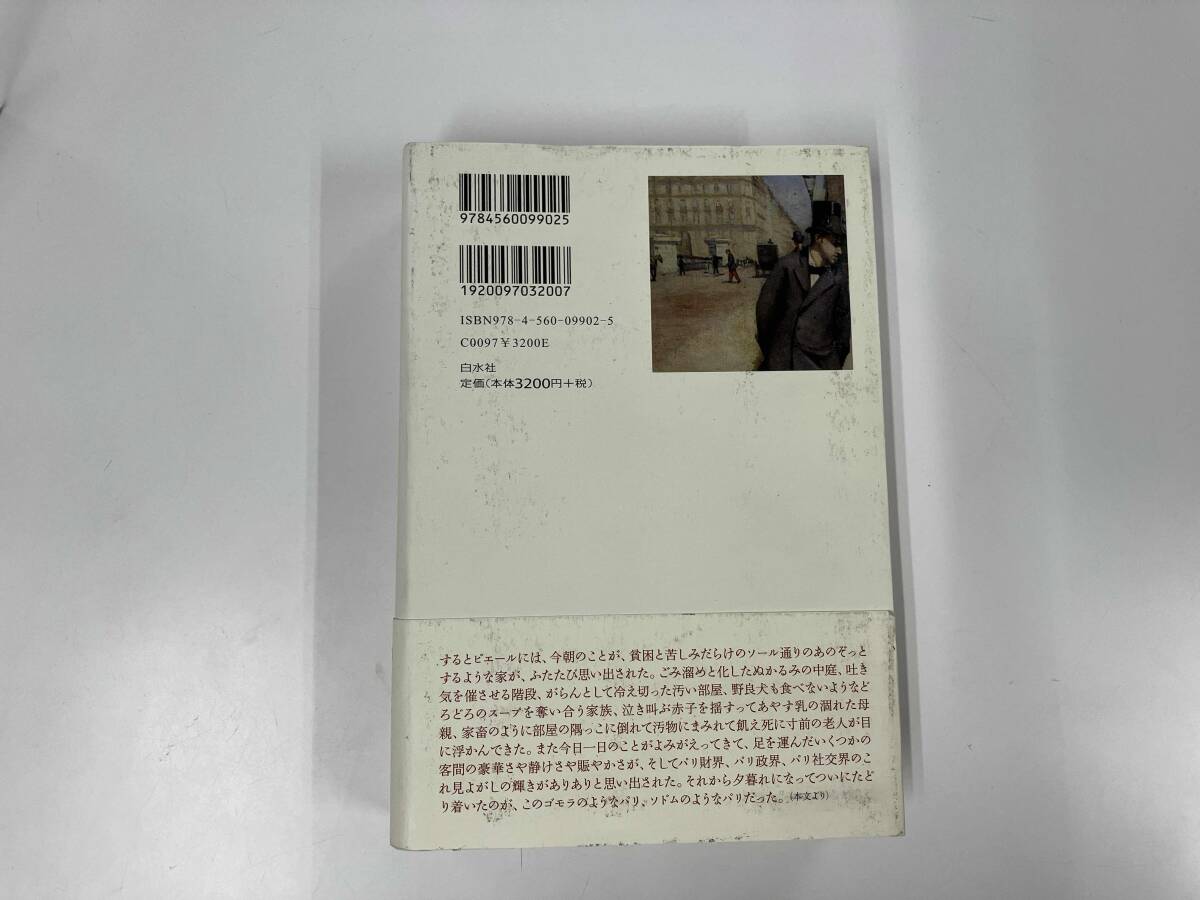 9784560099025
1920097032007
ISBN978-4-560-09902-5
C0097￥3200E
白水社
定価(本体3200円+税)
するとピエールには、今朝のことが、貧困と苦しみだらけのソール通りのあのぞっと
するような家が、ふたたび思い出された。ごみ溜めと化したぬかるみの中庭、吐き
気を催させる階段、がらんとして冷え切った汚い部屋、野良犬も食べないようなど
ろどろのスープを奪い合う家族、泣き叫ぶ赤子を揺すってあやす乳の涸れた母
親、家畜のように部屋の隅っこに倒れて汚物にまみれて飢え死に寸前の老人が目
に浮かんできた。また今日一日のことがよみがえってきて、足を運んだいくつかの
客間の豪華さや静けさや賑やかさが、そしてパリ財界、パリ政界、パリ社交界のこ
れ見よがしの輝きがありありと思い出された。それから夕暮れになってついにたど
り着いたのが、このゴモラのようなパリ、ソドムのようなパリだった。(本文より)